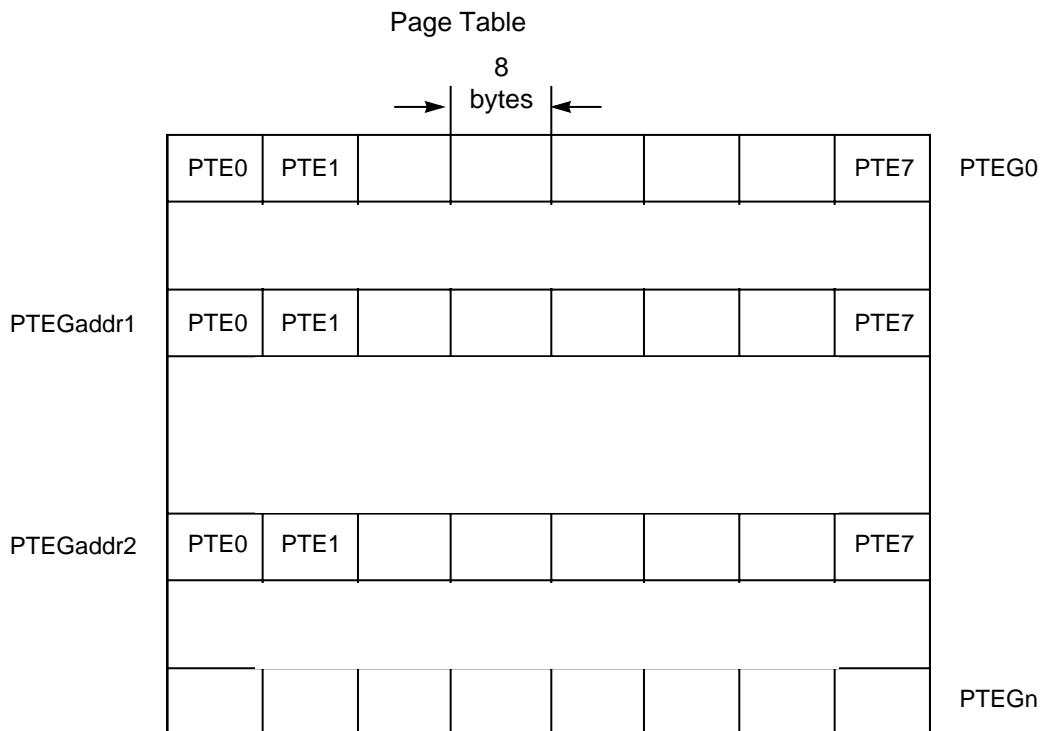 Page Table
8
bytes
PTE0 PTE1 PTE7 PTEG0
PTEGaddr1 PTE0 PTE1 PTE7
PTEGaddr2 PTE0 PTE1 PTE7
PTEGn